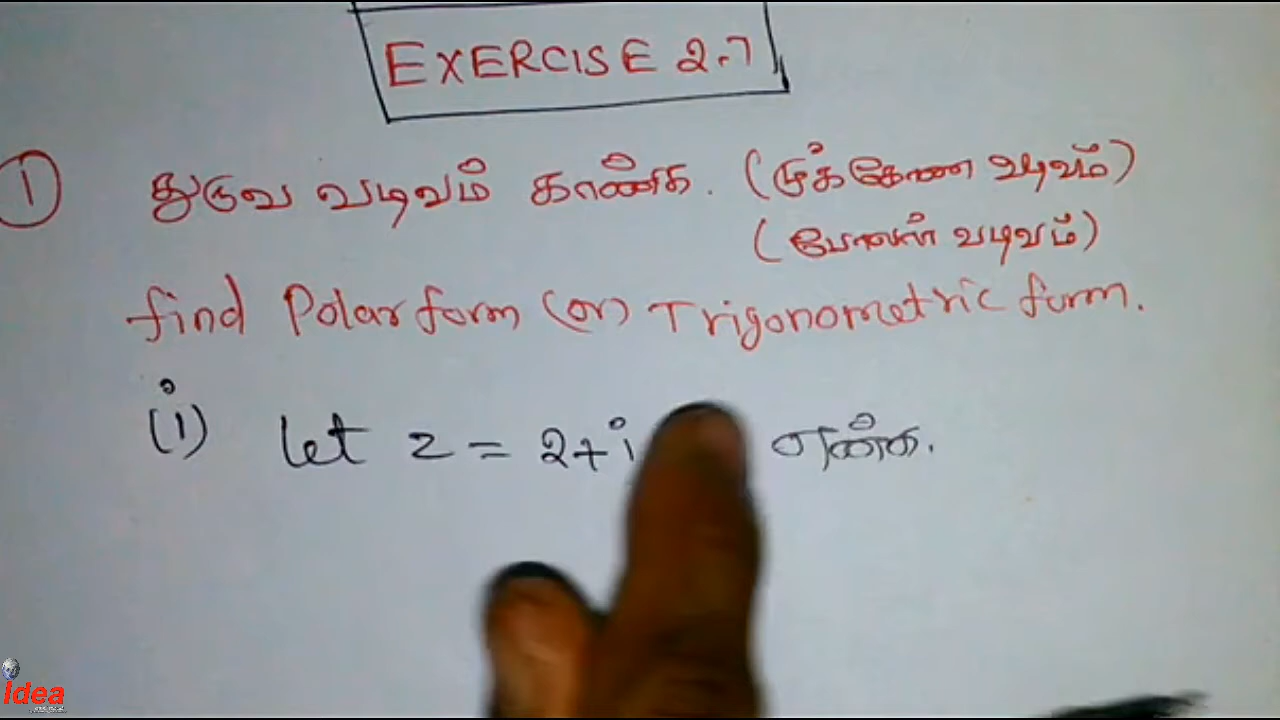 EXERCISE 2.7
1 துருவ வடிவம் காண்க. (முக்கோண வடிவம்)
( போலார் வடிவம்)
find Polar form (or) Trigonometric form.
(i) Let z = 2+i என்க.
Idea